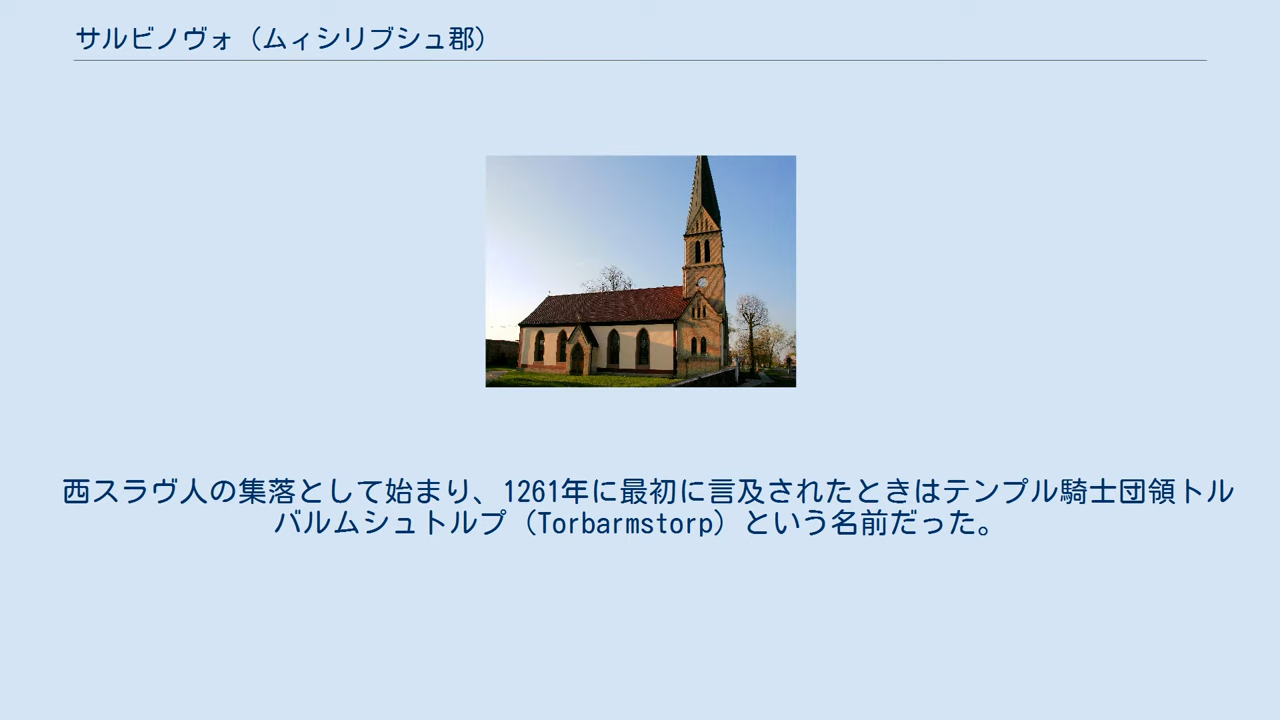 サルビノヴォ（ムィシリブシュ郡）
西スラヴ人の集落として始まり、1261年に最初に言及されたときはテンプル騎士団領トル
バルムシュトルプ（Torbarmstorp）という名前だった。